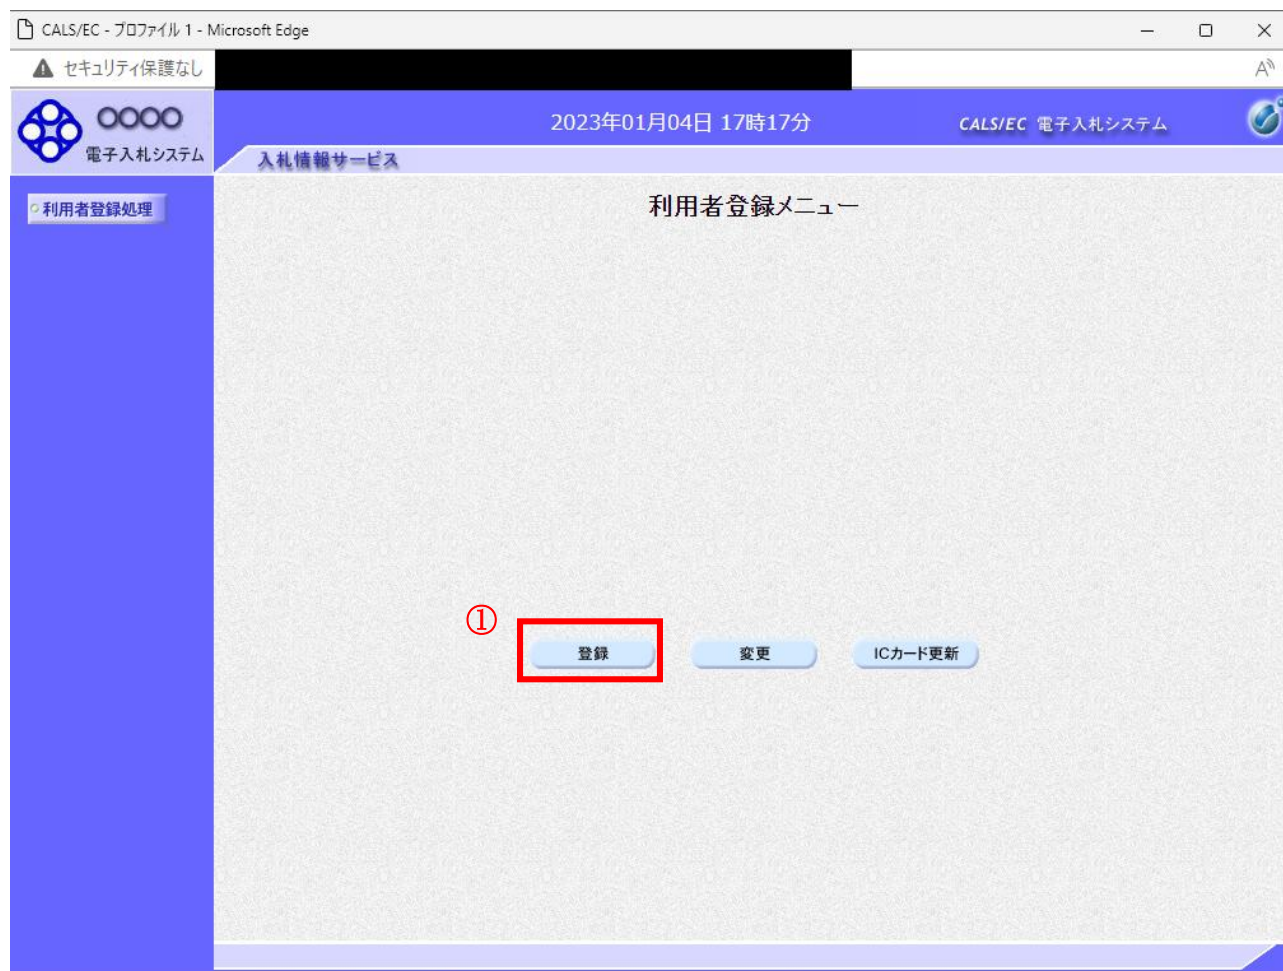 CALS/EC - プロファイル 1 - Microsoft Edge
セキュリティ保護なし
○○○○
電子入札システム
2023年01月04日 17時17分
CALS/EC 電子入札システム
入札情報サービス
利用者登録処理
利用者登録メニュー
①
登録
変更
ICカード更新